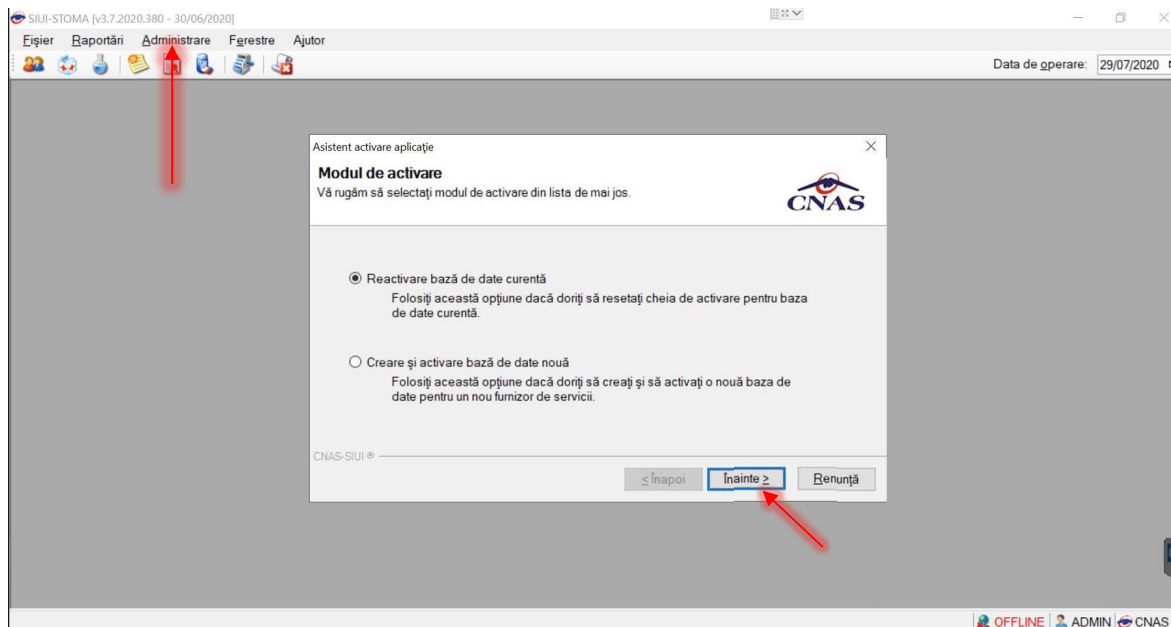 SIUI-STOMA [v3.7.2020.380 - 30/06/2020]
Fişier Raportări Administrare Ferestre Ajutor
Data de operare: 29/07/2020
Asistent activare aplicaţie
Modul de activare
Vă rugăm să selectaţi modul de activare din lista de mai jos.
CNAS
Reactivare bază de date curentă
Folosiţi această opţiune dacă doriţi să resetaţi cheia de activare pentru baza
de date curentă.
Creare şi activare bază de date nouă
Folosiţi această opţiune dacă doriţi să creaţi şi să activaţi o nouă baza de
date pentru un nou furnizor de servicii.
CNAS-SIUI ®
< Înapoi Înainte > Renunţă
OFFLINE ADMIN CNAS